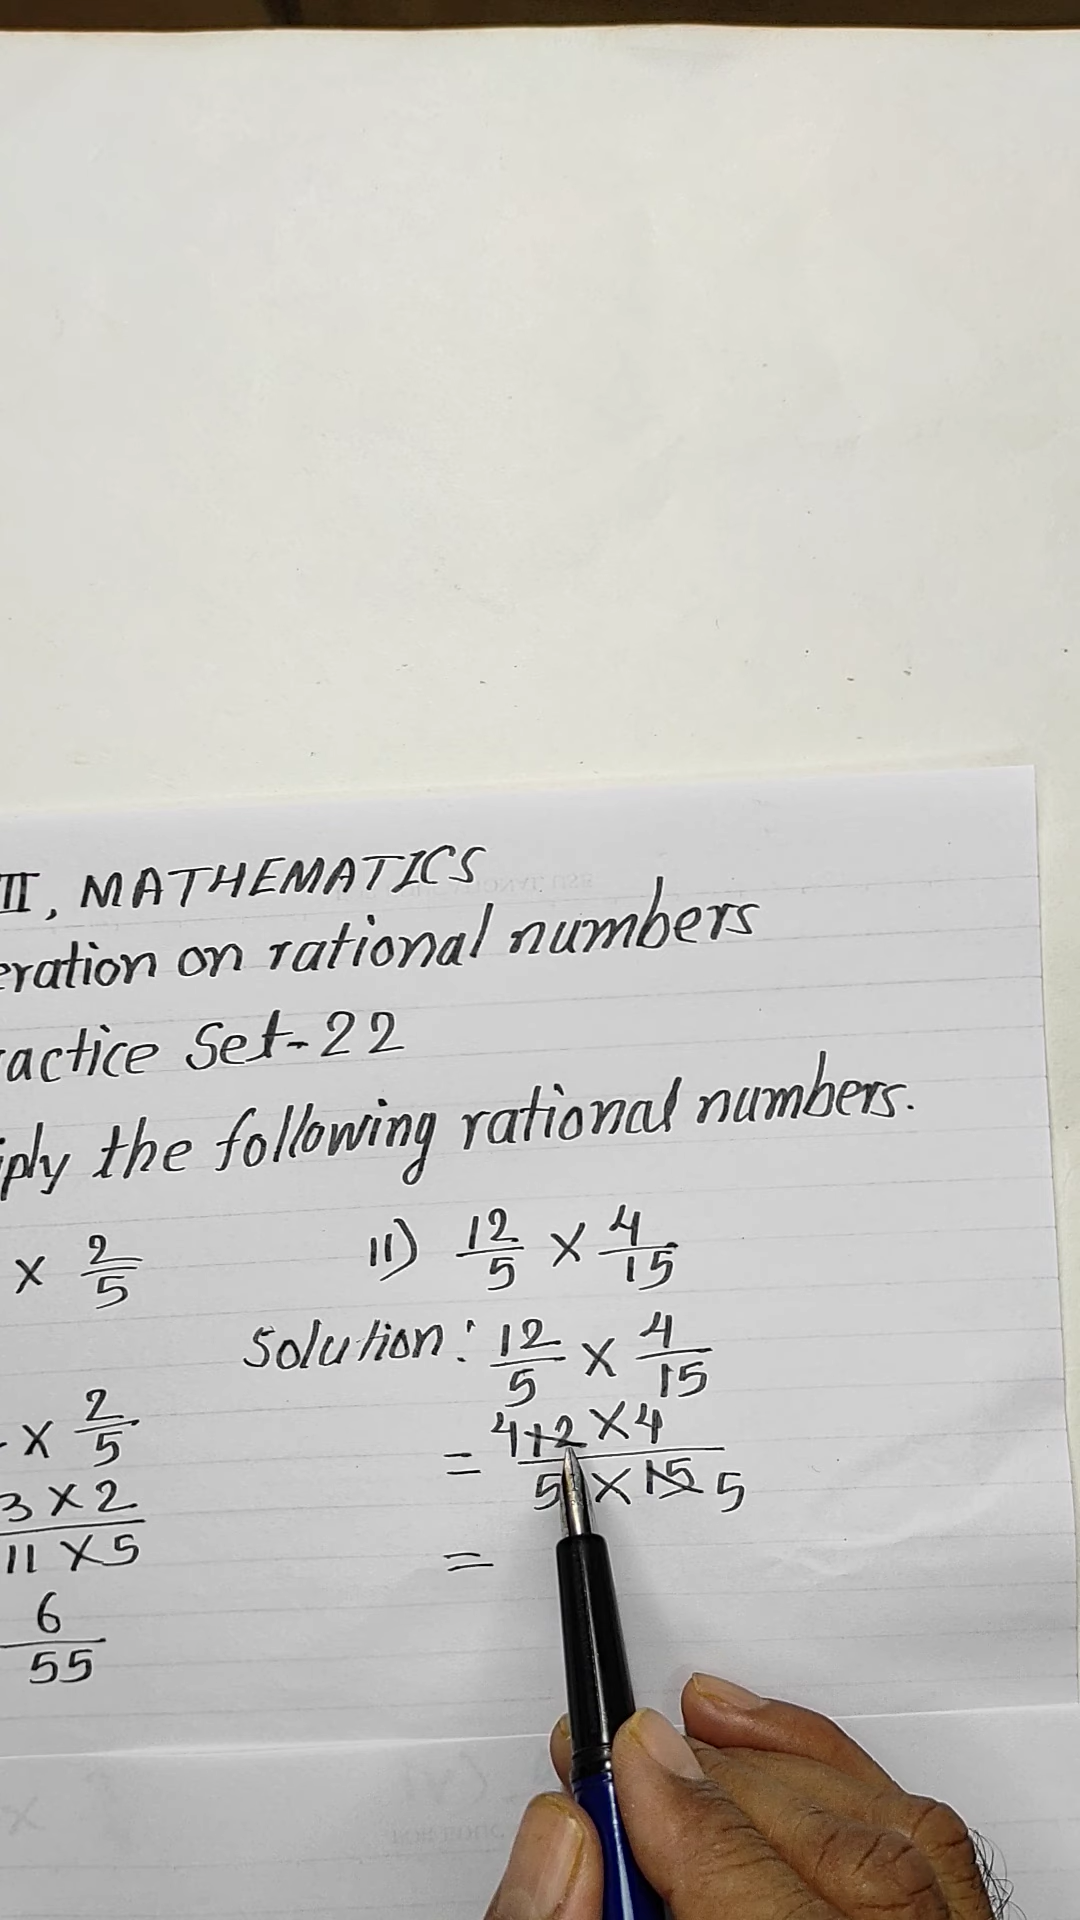 II, MATHEMATICS
eration on rational numbers
actice Set-22
iply the following rational numbers.
× 2/5 II) 12/5 × 4/15
Solution: 12/5 × 4/15
× 2/5 = 4 12 × 4 / 5 × 15 5
3 × 2 / 11 × 5 =
6/55